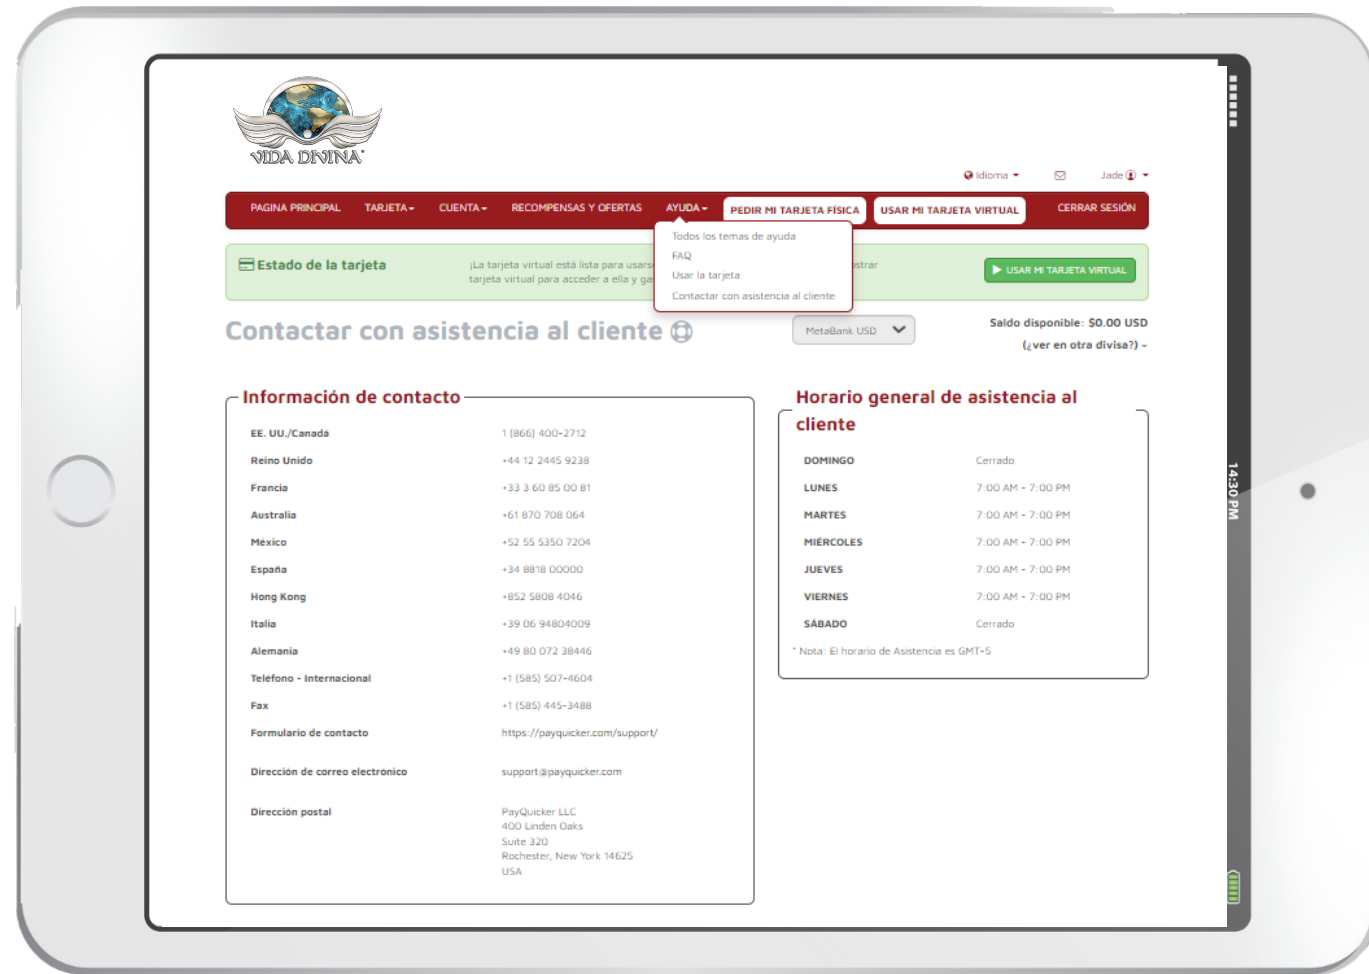 VIDA DIVINA®
Idioma
Jade
PAGINA PRINCIPAL TARJETA CUENTA RECOMPENSAS Y OFERTAS AYUDA PEDIR MI TARJETA FÍSICA USAR MI TARJETA VIRTUAL CERRAR SESIÓN
Todos los temas de ayuda
FAQ
Usar la tarjeta
Contactar con asistencia al cliente
Estado de la tarjeta
¡La tarjeta virtual está lista para usars
tarjeta virtual para acceder a ella y ga
USAR MI TARJETA VIRTUAL
Contactar con asistencia al cliente
MetaBank USD
Saldo disponible: $0.00 USD
(¿ver en otra divisa?)
Información de contacto
EE. UU./Canadá 1 (866) 400-2712
Reino Unido +44 12 2445 9238
Francia +33 3 60 85 00 81
Australia +61 870 708 064
México +52 55 5350 7204
España +34 8818 00000
Hong Kong +852 5808 4046
Italia +39 06 94804009
Alemania +49 80 072 38446
Teléfono - Internacional +1 (585) 507-4604
Fax +1 (585) 445-3488
Formulario de contacto https://payquicker.com/support/
Dirección de correo electrónico support@payquicker.com
Dirección postal PayQuicker LLC
400 Linden Oaks
Suite 320
Rochester, New York 14625
USA
Horario general de asistencia al
cliente
DOMINGO Cerrado
LUNES 7:00 AM - 7:00 PM
MARTES 7:00 AM - 7:00 PM
MIÉRCOLES 7:00 AM - 7:00 PM
JUEVES 7:00 AM - 7:00 PM
VIERNES 7:00 AM - 7:00 PM
SÁBADO Cerrado
* Nota: El horario de Asistencia es GMT-5
14:30 PM